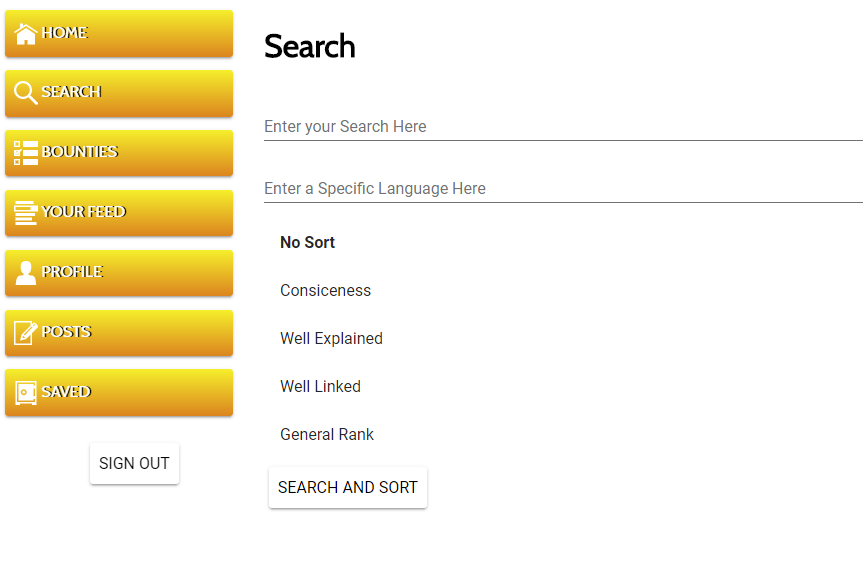 HOME
SEARCH
BOUNTIES
YOUR FEED
PROFILE
POSTS
SAVED
SIGN OUT
Search
Enter your Search Here
Enter a Specific Language Here
No Sort
Consiceness
Well Explained
Well Linked
General Rank
SEARCH AND SORT